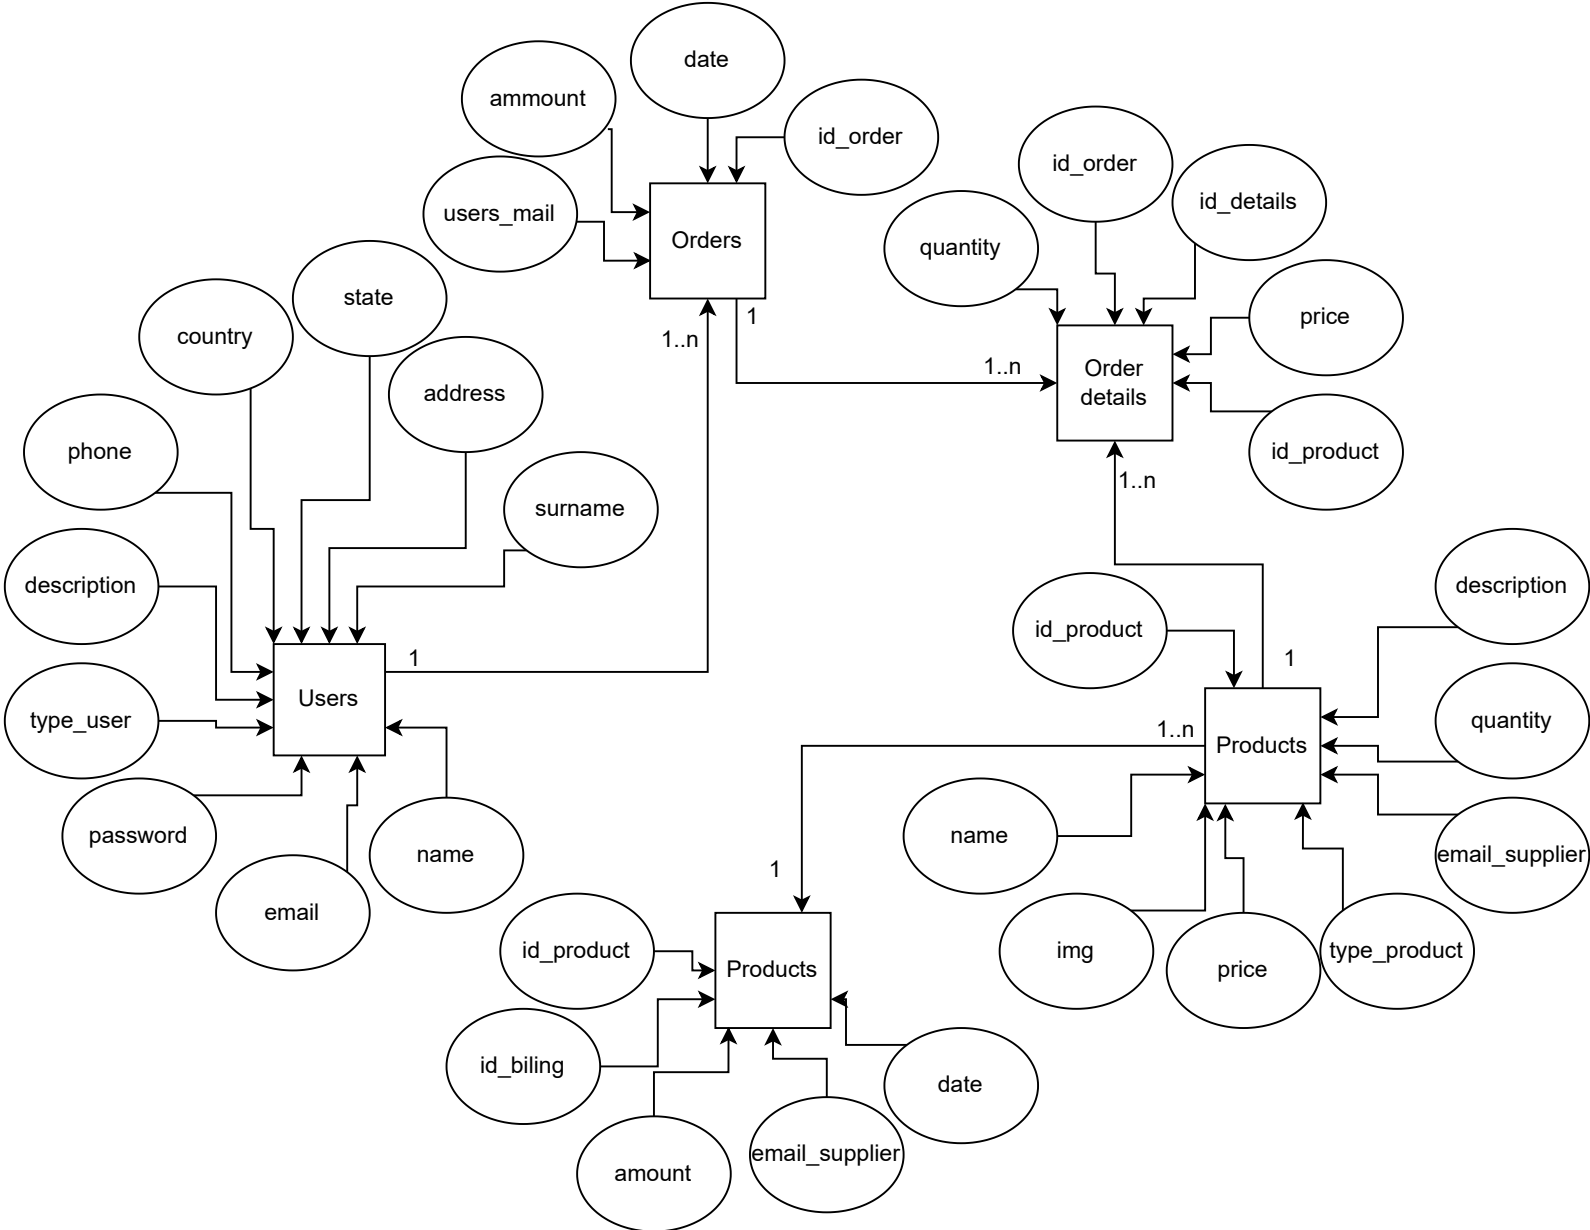 date
ammount
id_order
users_mail
Orders
id_order
id_details
quantity
price
Order
details
id_product
1
1..n
1..n
1..n
state
country
address
phone
surname
description
type_user
Users
1
password
email
name
id_product
1
description
quantity
Products
1..n
name
email_supplier
img
price
type_product
1
id_product
Products
id_biling
date
amount
email_supplier